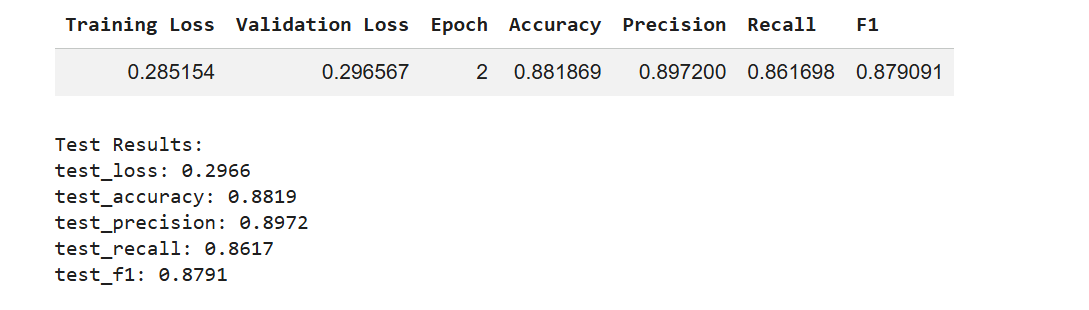 Training Loss Validation Loss Epoch Accuracy Precision Recall F1
0.285154 0.296567 2 0.881869 0.897200 0.861698 0.879091
Test Results:
test_loss: 0.2966
test_accuracy: 0.8819
test_precision: 0.8972
test_recall: 0.8617
test_f1: 0.8791